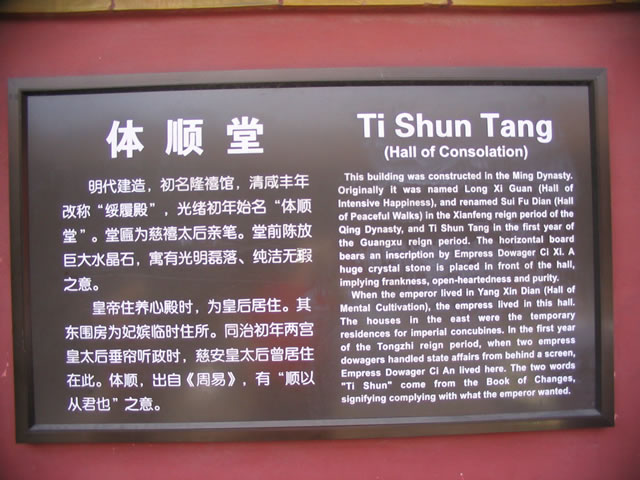 体顺堂
明代建造，初名隆禧馆，清咸丰年
改称“绥履殿”，光绪初年始名“体顺
堂”。堂匾为慈禧太后亲笔。堂前陈放
巨大水晶石，寓有光明磊落、纯洁无瑕
之意。
皇帝住养心殿时，为皇后居住。其
东围房为妃嫔临时住所。同治初年两宫
皇太后垂帘听政时，慈安皇太后曾居住
在此。体顺，出自《周易》，有“顺以
从君也”之意。
Ti Shun Tang
(Hall of Consolation)
This building was constructed in the Ming Dynasty.
Originally it was named Long Xi Guan (Hall of
Intensive Happiness), and renamed Sui Fu Dian (Hall
of Peaceful Walks) in the Xianfeng reign period of the
Qing Dynasty, and Ti Shun Tang in the first year of
the Guangxu reign period. The horizontal board
bears an inscription by Empress Dowager Ci Xi. A
huge crystal stone is placed in front of the hall,
implying frankness, open-heartedness and purity.
When the emperor lived in Yang Xin Dian (Hall of
Mental Cultivation), the empress lived in this hall.
The houses in the east were the temporary
residences for imperial concubines. In the first year
of the Tongzhi reign period, when two empress
dowagers handled state affairs from behind a screen,
Empress Dowager Ci An lived here. The two words
"Ti Shun" come from the Book of Changes,
signifying complying with what the emperor wanted.